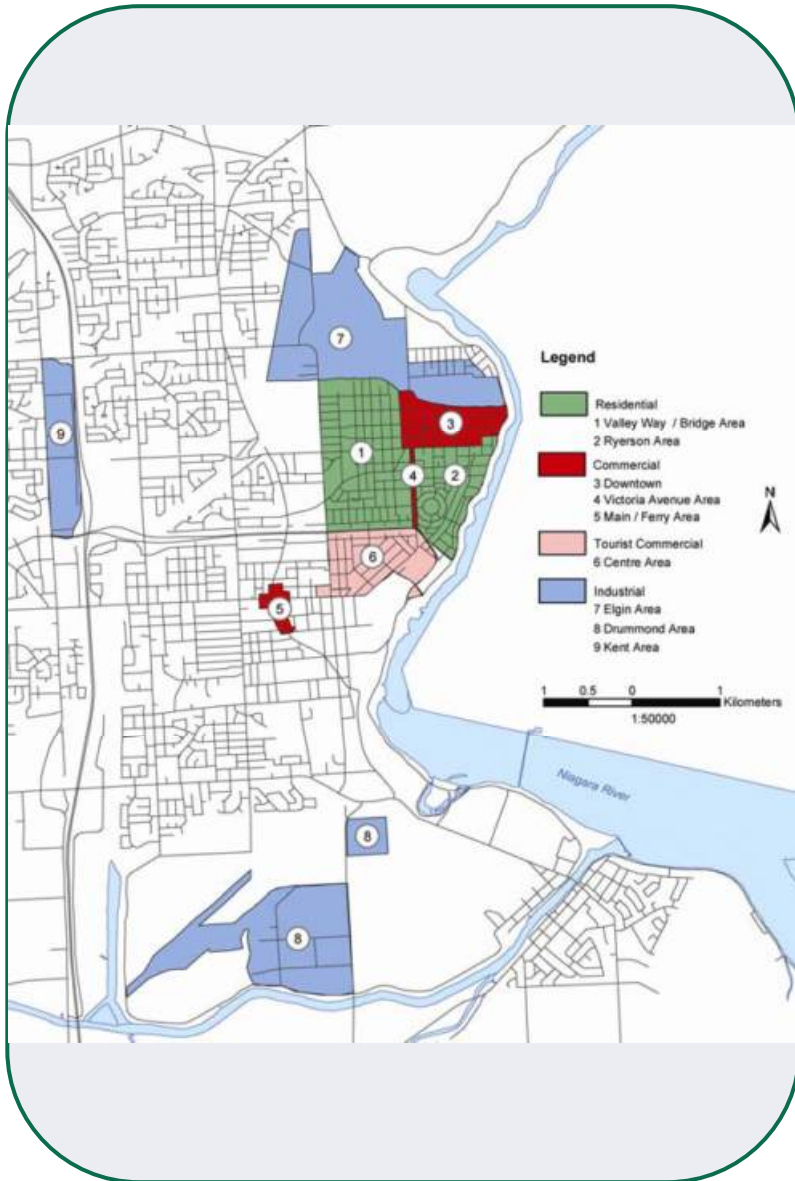 7
9
3
1
4
2
6
5
8
8
Legend
Residential
1 Valley Way / Bridge Area
2 Ryerson Area
Commercial
3 Downtown
4 Victoria Avenue Area
5 Main / Ferry Area
Tourist Commercial
6 Centre Area
Industrial
7 Elgin Area
8 Drummond Area
9 Kent Area
N
1 0.5 0 1 Kilometers
1:50000
Niagara River